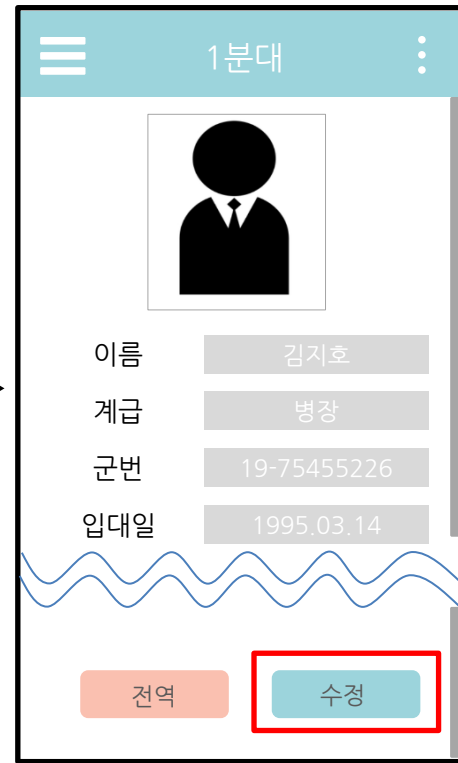 1분대
이름 김지호
계급 병장
군번 19-75455226
입대일 1995.03.14
전역 수정